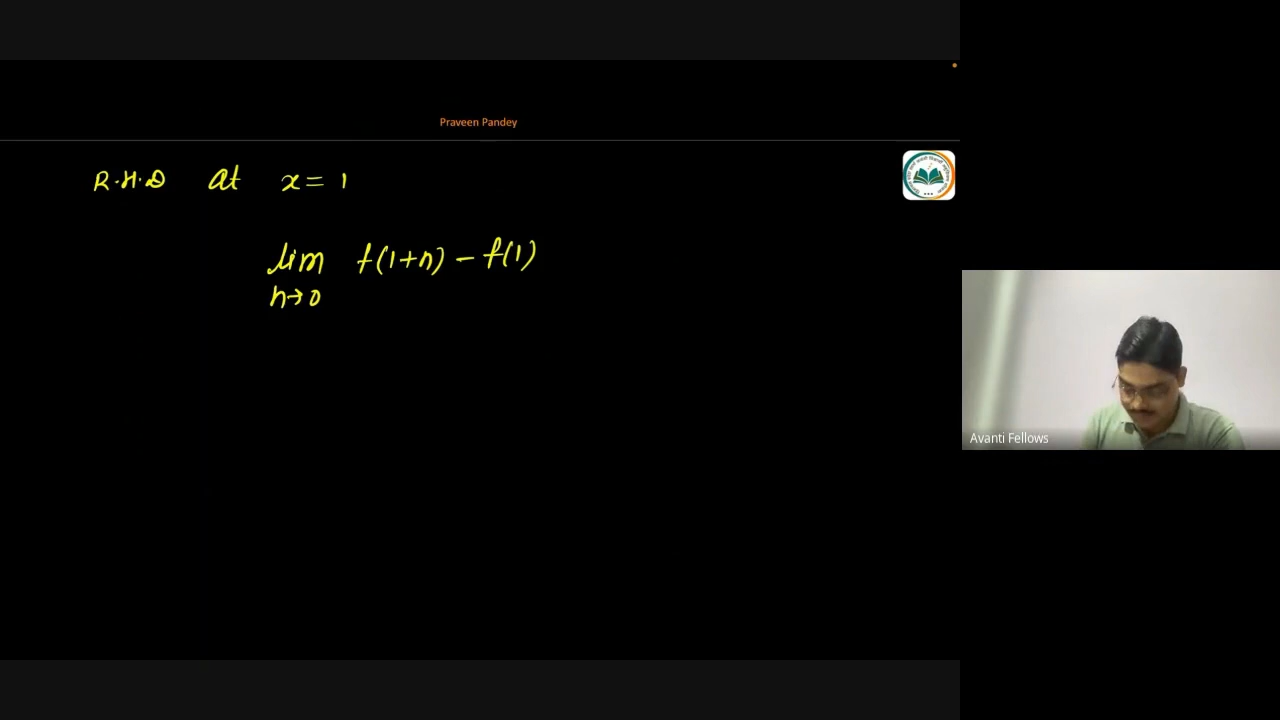 Praveen Pandey
R.H.D at x = 1
lim f(1+h) - f(1)
h→0
Avanti Fellows